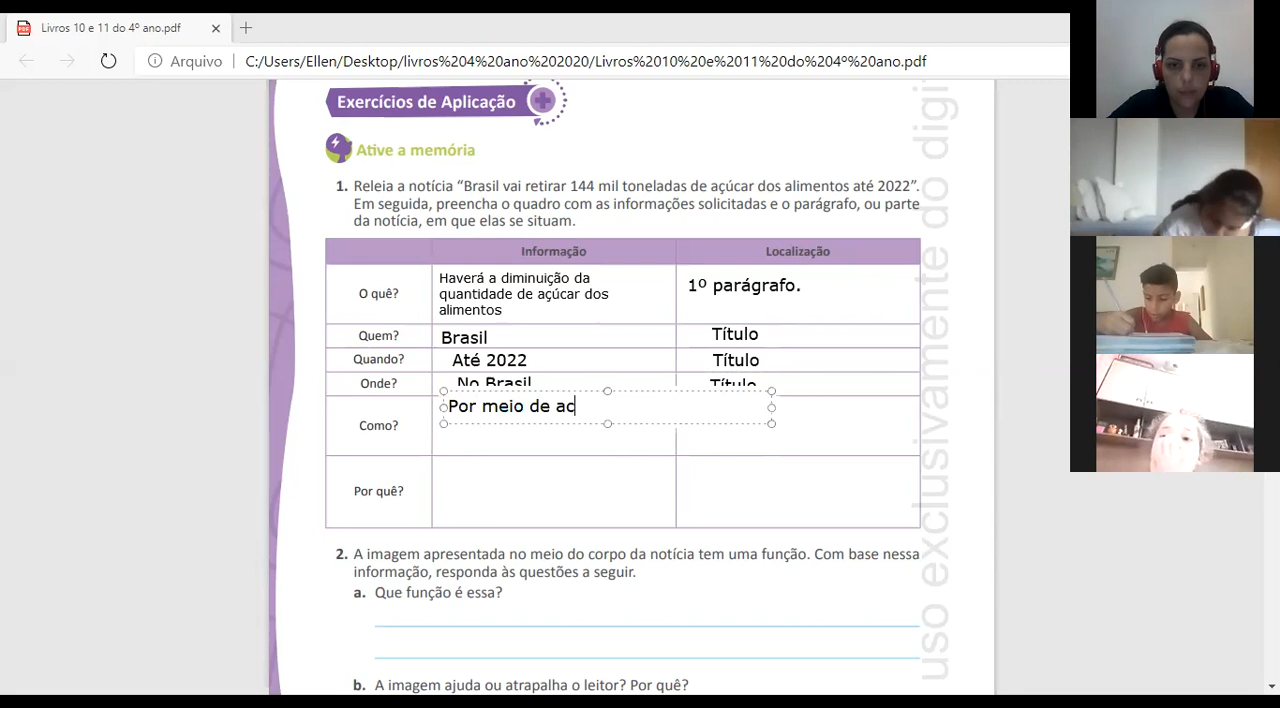 Livros 10 e 11 do 4º ano.pdf
Arquivo
C:/Users/Ellen/Desktop/livros%204%20ano%202020/Livros%2010%20e%2011%20do%204º%20ano.pdf
Exercícios de Aplicação
Ative a memória
1. Releia a notícia “Brasil vai retirar 144 mil toneladas de açúcar dos alimentos até 2022”.
Em seguida, preencha o quadro com as informações solicitadas e o parágrafo, ou parte
da notícia, em que elas se situam.
Informação Localização
O quê? Haverá a diminuição da
quantidade de açúcar dos
alimentos
1º parágrafo.
Quem? Brasil Título
Quando? Até 2022 Título
Onde? No Brasil Título
Como? Por meio de ac
Por quê?
2. A imagem apresentada no meio do corpo da notícia tem uma função. Com base nessa
informação, responda às questões a seguir.
a. Que função é essa?
b. A imagem ajuda ou atrapalha o leitor? Por quê?
uso exclusivamente do digi